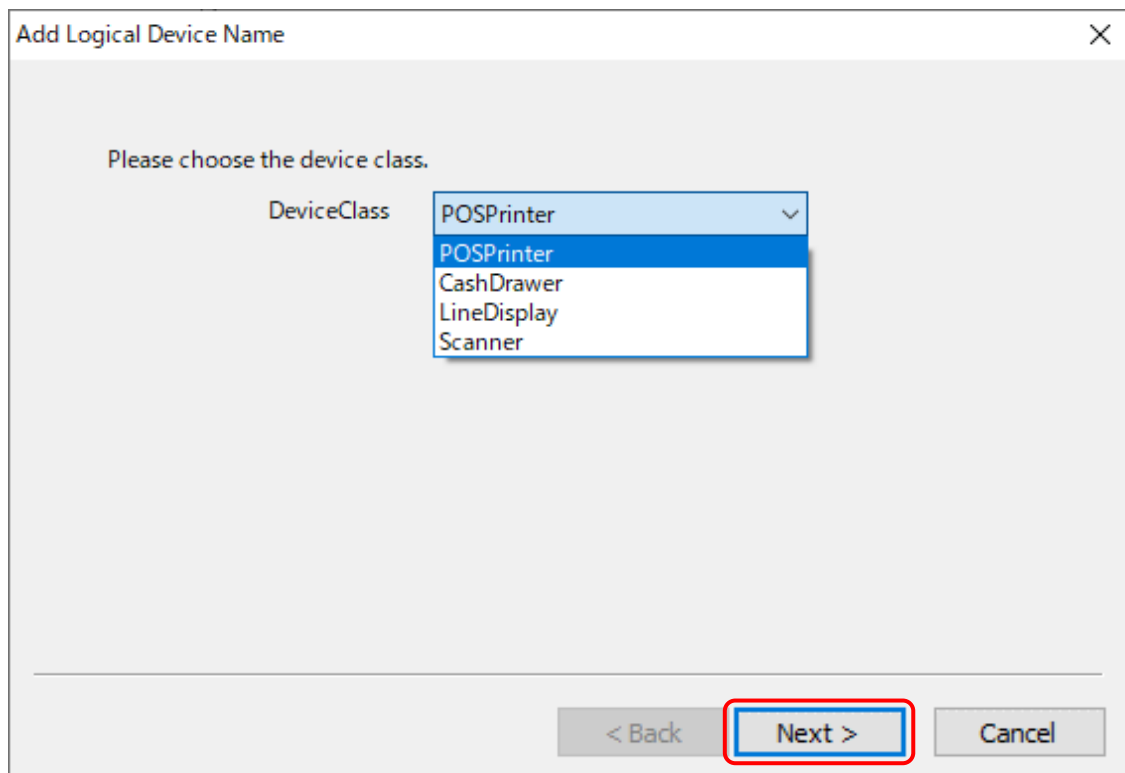 Add Logical Device Name
Please choose the device class.
DeviceClass POSPrinter
POSPrinter
CashDrawer
LineDisplay
Scanner
< Back Next > Cancel